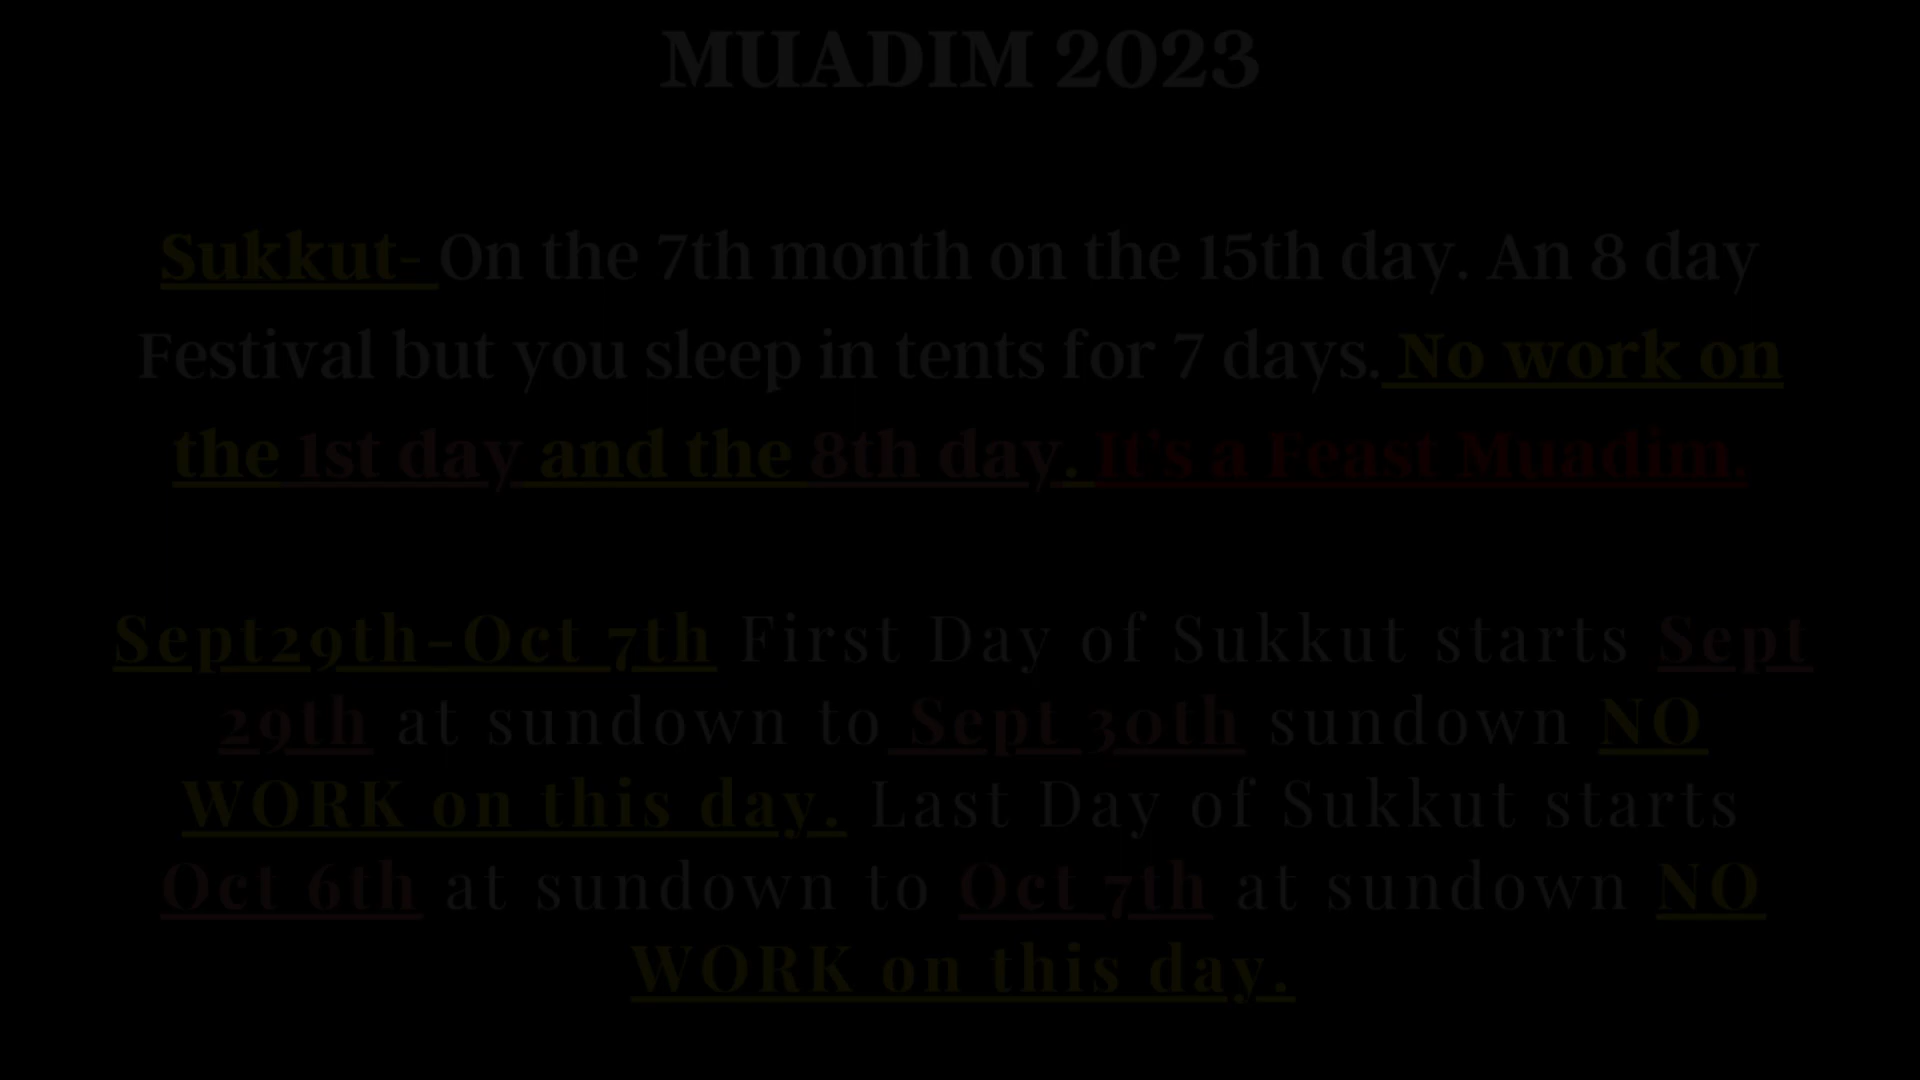 MUADIM 2023
Sukkut- On the 7th month on the 15th day. An 8 day
Festival but you sleep in tents for 7 days. No work on
the 1st day and the 8th day. It's a Feast Muadim.
Sept29th-Oct 7th First Day of Sukkut starts Sept
29th at sundown to Sept 30th sundown NO
WORK on this day. Last Day of Sukkut starts
Oct 6th at sundown to Oct 7th at sundown NO
WORK on this day.